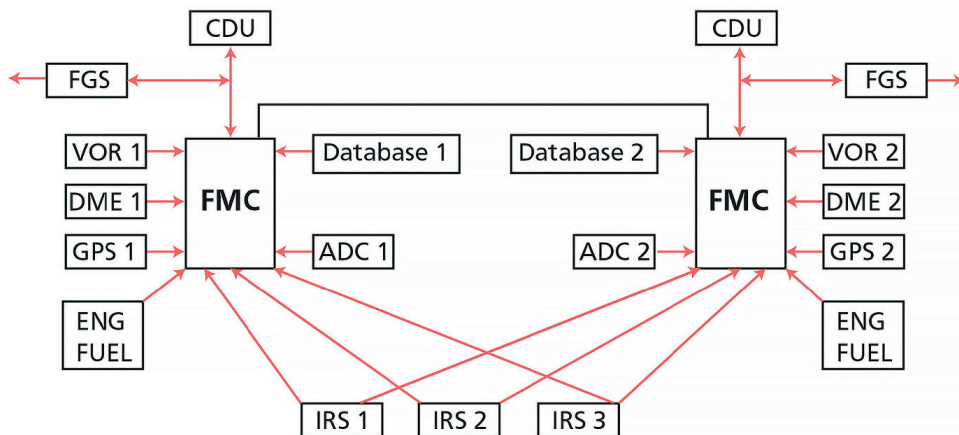 CDU
CDU
FGS
FGS
VOR 1
Database 1
Database 2
VOR 2
DME 1
FMC
FMC
DME 2
GPS 1
ADC 1
ADC 2
GPS 2
ENG
FUEL
ENG
FUEL
IRS 1
IRS 2
IRS 3